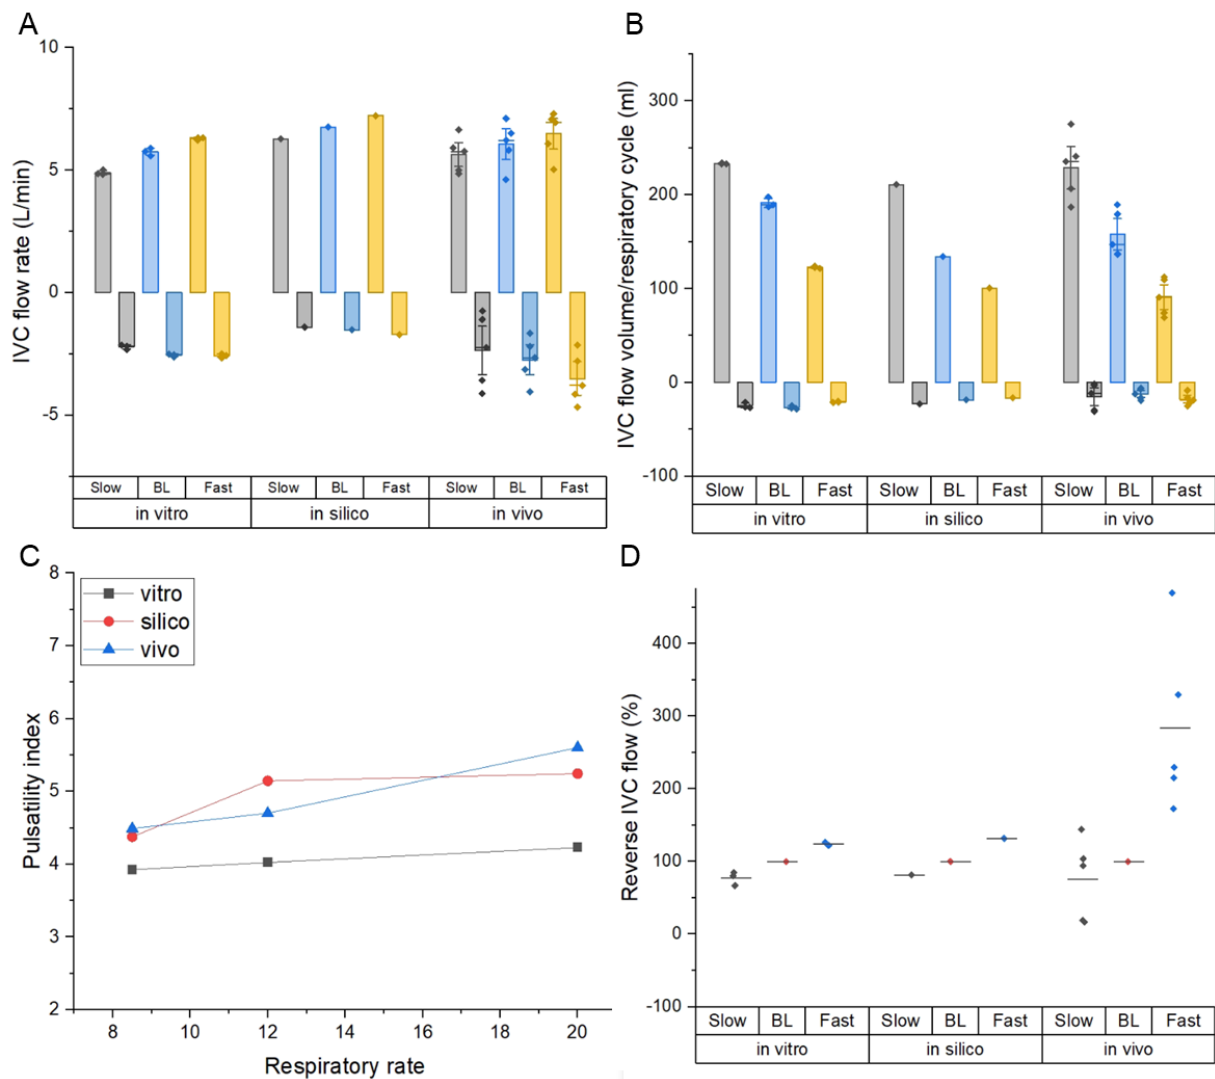 A
IVC flow rate (L/min)
10
5
0
-5
Slow BL Fast Slow BL Fast Slow BL Fast
in vitro in silico in vivo
B
IVC flow volume/respiratory cycle (ml)
300
200
100
0
-100
Slow BL Fast Slow BL Fast Slow BL Fast
in vitro in silico in vivo
C
Pulsatility index
8
7
6
5
4
3
2
vitro
silico
vivo
8 10 12 14 16 18 20
Respiratory rate
D
Reverse IVC flow (%)
400
300
200
100
0
-100
Slow BL Fast Slow BL Fast Slow BL Fast
in vitro in silico in vivo